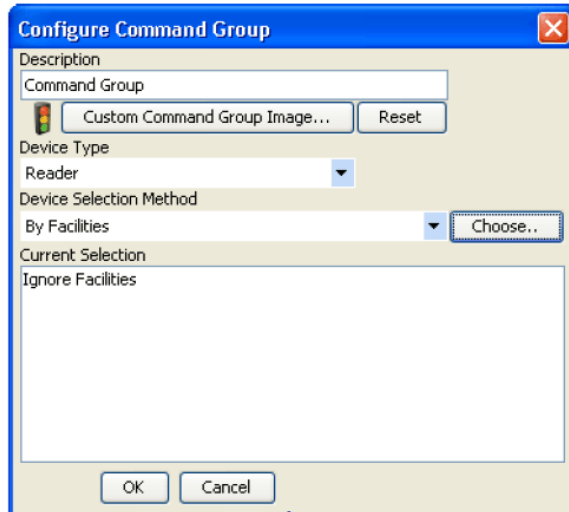 Configure Command Group
Description
Command Group
Custom Command Group Image... Reset
Device Type
Reader
Device Selection Method
By Facilities Choose..
Current Selection
Ignore Facilities
OK Cancel